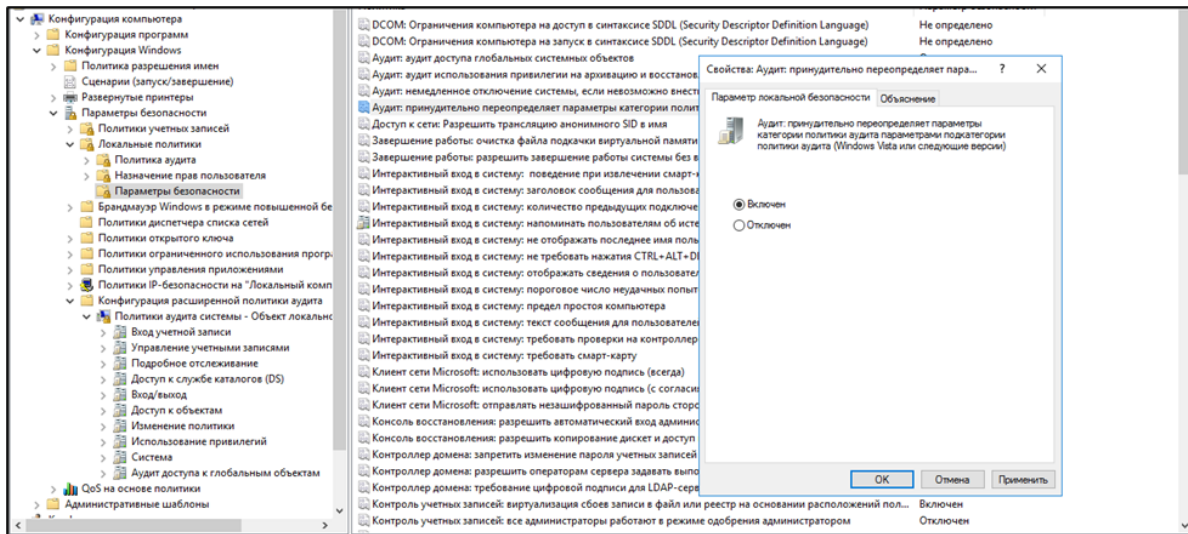 Конфигурация компьютера
Конфигурация программ
Конфигурация Windows
Политика разрешения имен
Сценарии (запуск/завершение)
Развернутые принтеры
Параметры безопасности
Политики учетных записей
Локальные политики
Политика аудита
Назначение прав пользователя
Параметры безопасности
Брандмауэр Windows в режиме повышенной бе
Политики диспетчера списка сетей
Политики открытого ключа
Политики ограниченного использования прогр
Политики управления приложениями
Политики IP-безопасности на "Локальный комп
Конфигурация расширенной политики аудита
Политики аудита системы - Объект локально
Вход учетной записи
Управление учетными записями
Подробное отслеживание
Доступ к службе каталогов (DS)
Вход/выход
Доступ к объектам
Изменение политики
Использование привилегий
Система
Аудит доступа к глобальным объектам
QoS на основе политики
Административные шаблоны
DCOM: Ограничения компьютера на доступ в синтаксисе SDDL (Security Descriptor Definition Language) Не определено
DCOM: Ограничения компьютера на запуск в синтаксисе SDDL (Security Descriptor Definition Language) Не определено
Аудит: аудит доступа глобальных системных объектов
Аудит: аудит использования привилегии на архивацию и восстанов
Аудит: немедленное отключение системы, если невозможно внест
Аудит: принудительно переопределяет параметры категории полит
Доступ к сети: Разрешить трансляцию анонимного SID в имя
Завершение работы: очистка файла подкачки виртуальной памяти
Завершение работы: разрешить завершение работы системы без в
Интерактивный вход в систему: поведение при извлечении смарт-к
Интерактивный вход в систему: заголовок сообщения для пользова
Интерактивный вход в систему: количество предыдущих подключе
Интерактивный вход в систему: напоминать пользователям об исте
Интерактивный вход в систему: не отображать последнее имя поль
Интерактивный вход в систему: не требовать нажатия CTRL+ALT+DI
Интерактивный вход в систему: отображать сведения о пользовател
Интерактивный вход в систему: пороговое число неудачных попыт
Интерактивный вход в систему: предел простоя компьютера
Интерактивный вход в систему: текст сообщения для пользователе
Интерактивный вход в систему: требовать проверки на контроллер
Интерактивный вход в систему: требовать смарт-карту
Клиент сети Microsoft: использовать цифровую подпись (всегда)
Клиент сети Microsoft: использовать цифровую подпись (с согласи
Клиент сети Microsoft: отправлять незашифрованный пароль сторо
Консоль восстановления: разрешить автоматический вход админис
Консоль восстановления: разрешить копирование дискет и доступ
Контроллер домена: запретить изменение пароля учетных записей
Контроллер домена: разрешить операторам сервера задавать выпо
Контроллер домена: требование цифровой подписи для LDAP-серв
Контроль учетных записей: виртуализация сбоев записи в файл или реестр на основании расположений пол... Включен
Контроль учетных записей: все администраторы работают в режиме одобрения администратором Отключен
Свойства: Аудит: принудительно переопределяет пара... ?
Параметр локальной безопасности Объяснение
Аудит: принудительно переопределяет параметры
категории политики аудита параметрами подкатегории
политики аудита (Windows Vista или следующие версии)
Включен
Отключен
ОК Отмена Применить